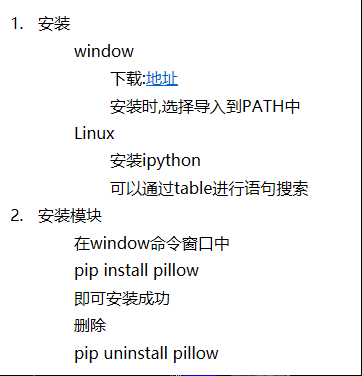 1. 安装
window
下载:地址
安装时,选择导入到PATH中
Linux
安装ipython
可以通过table进行语句搜索
2. 安装模块
在window命令窗口中
pip install pillow
即可安装成功
删除
pip uninstall pillow